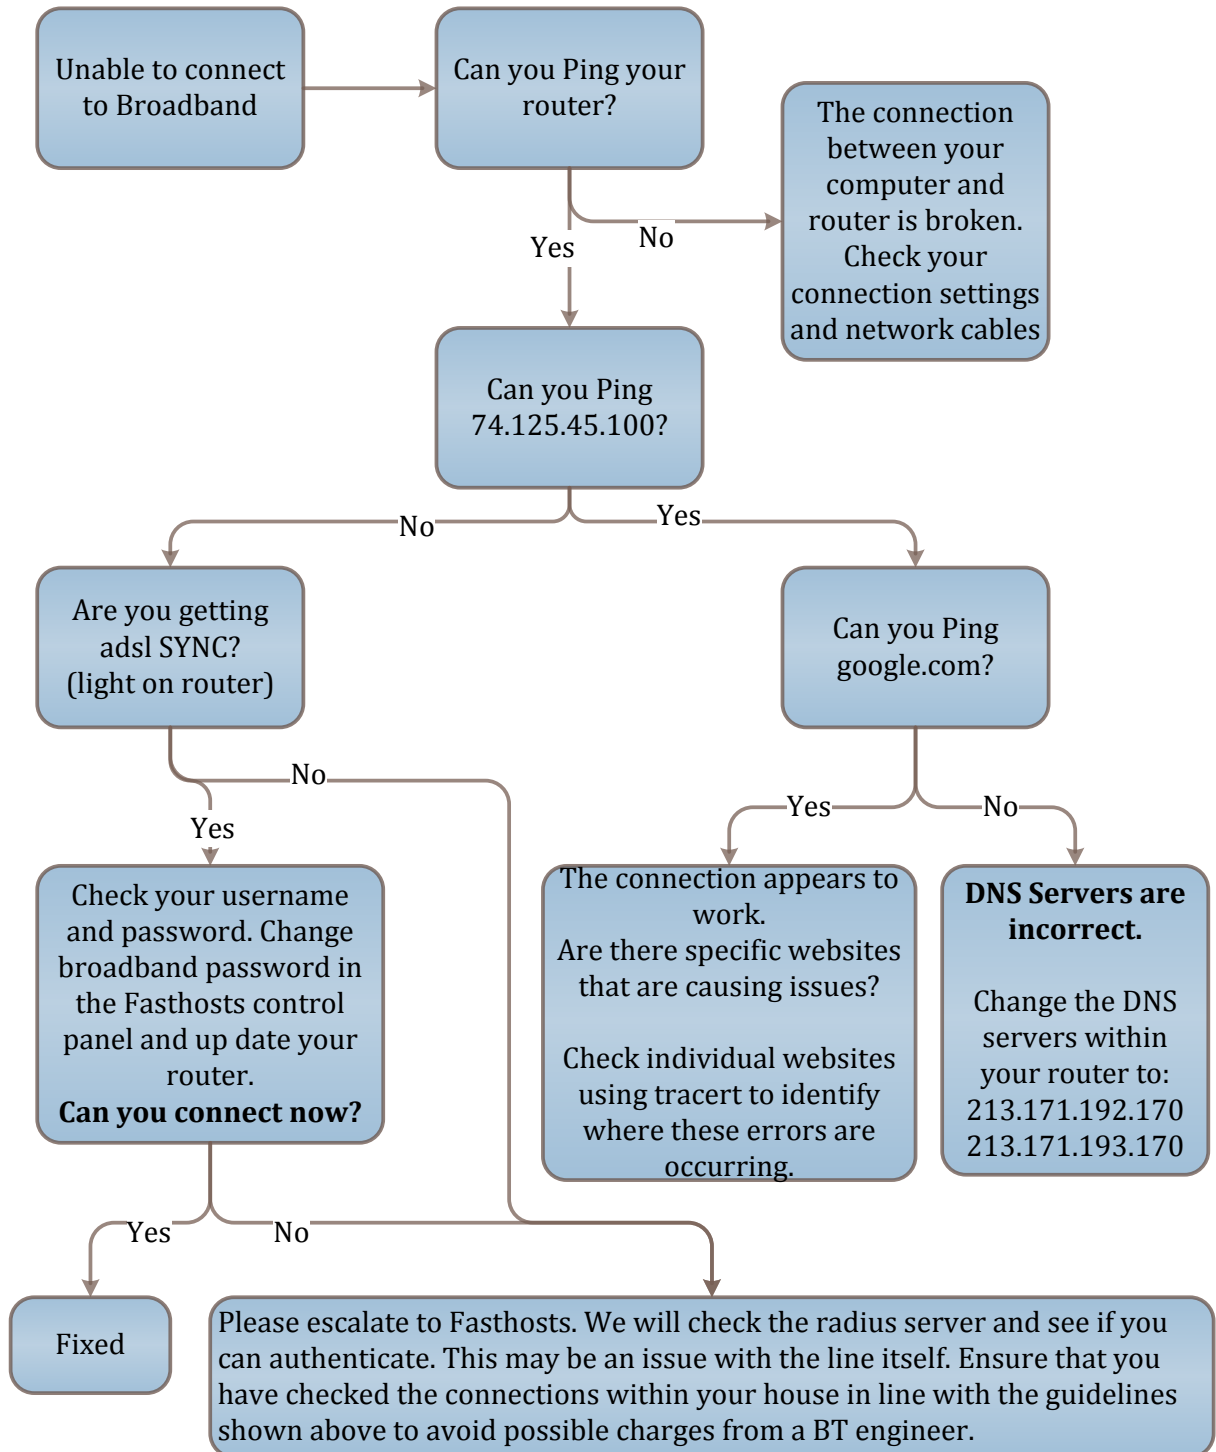 Unable to connect
to Broadband
Can you Ping your
router?
The connection
between your
computer and
router is broken.
Check your
connection settings
and network cables
Yes
No
Can you Ping
74.125.45.100?
No
Yes
Are you getting
adsl SYNC?
(light on router)
Can you Ping
google.com?
No
Yes
Yes
No
Check your username
and password. Change
broadband password in
the Fasthosts control
panel and up date your
router.
Can you connect now?
The connection appears to
work.
Are there specific websites
that are causing issues?
Check individual websites
using tracert to identify
where these errors are
occurring.
DNS Servers are
incorrect.
Change the DNS
servers within
your router to:
213.171.192.170
213.171.193.170
Yes
No
Fixed
Please escalate to Fasthosts. We will check the radius server and see if you
can authenticate. This may be an issue with the line itself. Ensure that you
have checked the connections within your house in line with the guidelines
shown above to avoid possible charges from a BT engineer.